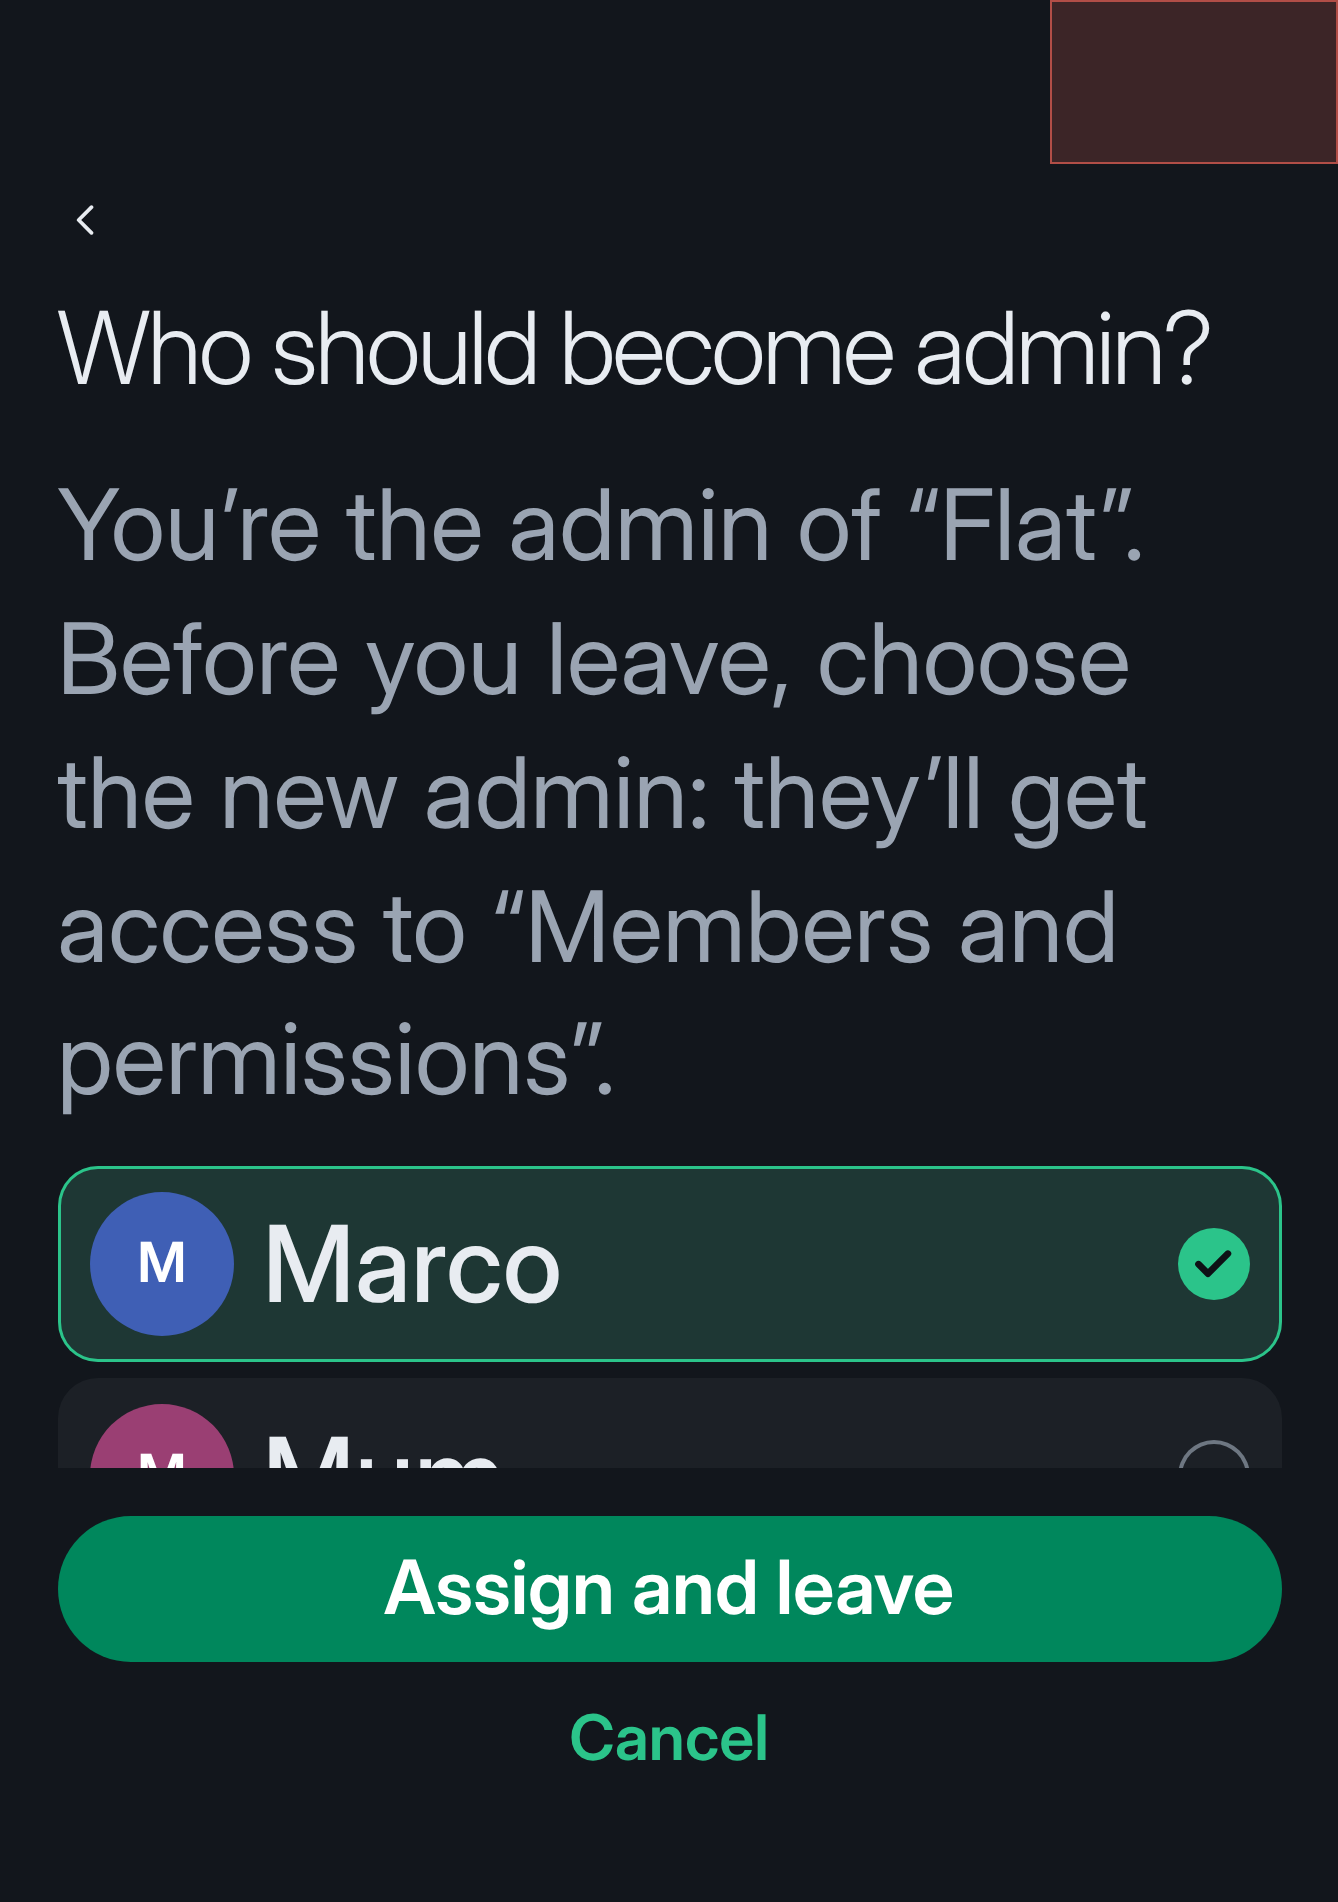 Who should become admin?
You’re the admin of “Flat”.
Before you leave, choose
the new admin: they’ll get
access to “Members and
permissions”.
M Marco
M Mum
Assign and leave
Cancel